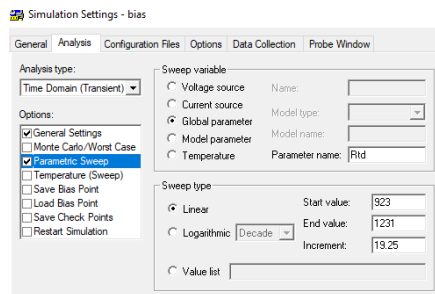 Simulation Settings - bias
General Analysis Configuration Files Options Data Collection Probe Window
Analysis type:
Time Domain (Transient)
Options:
General Settings
Monte Carlo/Worst Case
Parametric Sweep
Temperature (Sweep)
Save Bias Point
Load Bias Point
Save Check Points
Restart Simulation
Sweep variable
Voltage source Name:
Current source Model type:
Global parameter
Model parameter Model name:
Temperature Parameter name: Rtd
Sweep type
Linear Start value: 923
Logarithmic Decade End value: 1231
Increment: 19.25
Value list